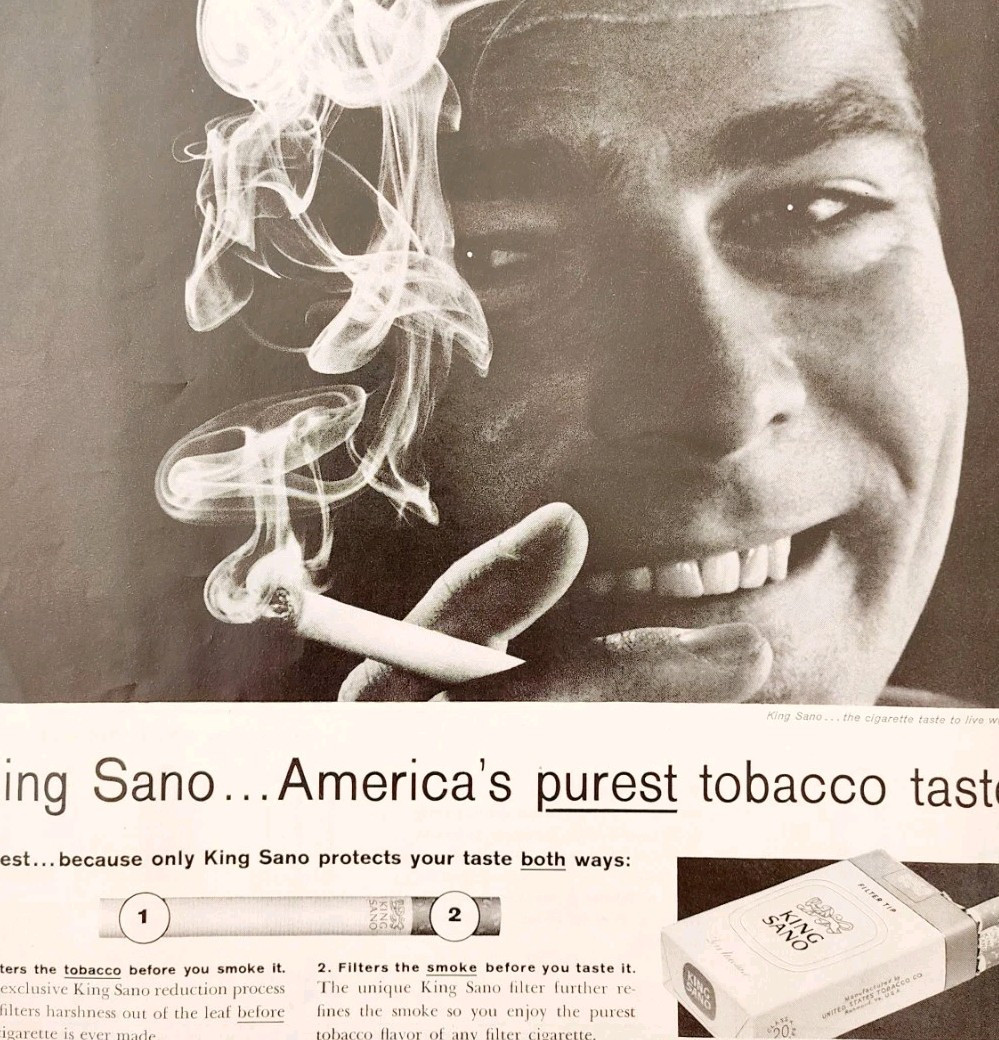 King Sano...the cigarette taste to live w
ing Sano...America's purest tobacco taste
est...because only King Sano protects your taste both ways:
1
KING
SANO
2
ters the tobacco before you smoke it.
exclusive King Sano reduction process
filters harshness out of the leaf before
igarette is ever made
2. Filters the smoke before you taste it.
The unique King Sano filter further re-
fines the smoke so you enjoy the purest
tobacco flavor of any filter cigarette.
FILTER TIP
KING
SANO
KING
SANO
Manufactured by
UNITED STATES TOBACCO CO.
CLASS A
20